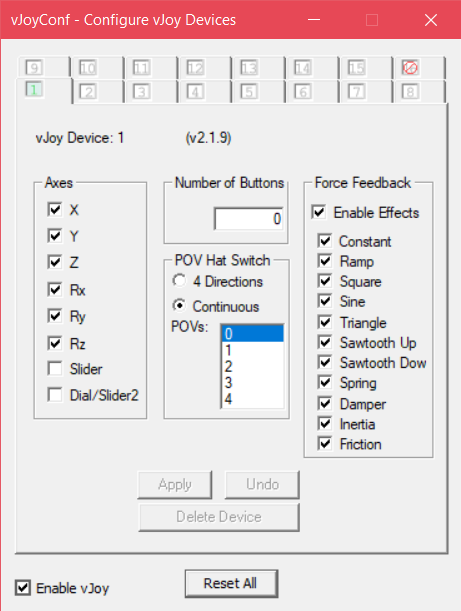 vJoyConf - Configure vJoy Devices
9 10 11 12 13 14 15
1 2 3 4 5 6 7 8
vJoy Device: 1 (v2.1.9)
Axes
X
Y
Z
Rx
Ry
Rz
Slider
Dial/Slider2
Number of Buttons
0
POV Hat Switch
4 Directions
Continuous
POVs:
0
1
2
3
4
Force Feedback
Enable Effects
Constant
Ramp
Square
Sine
Triangle
Sawtooth Up
Sawtooth Dow
Spring
Damper
Inertia
Friction
Apply Undo
Delete Device
Enable vJoy Reset All